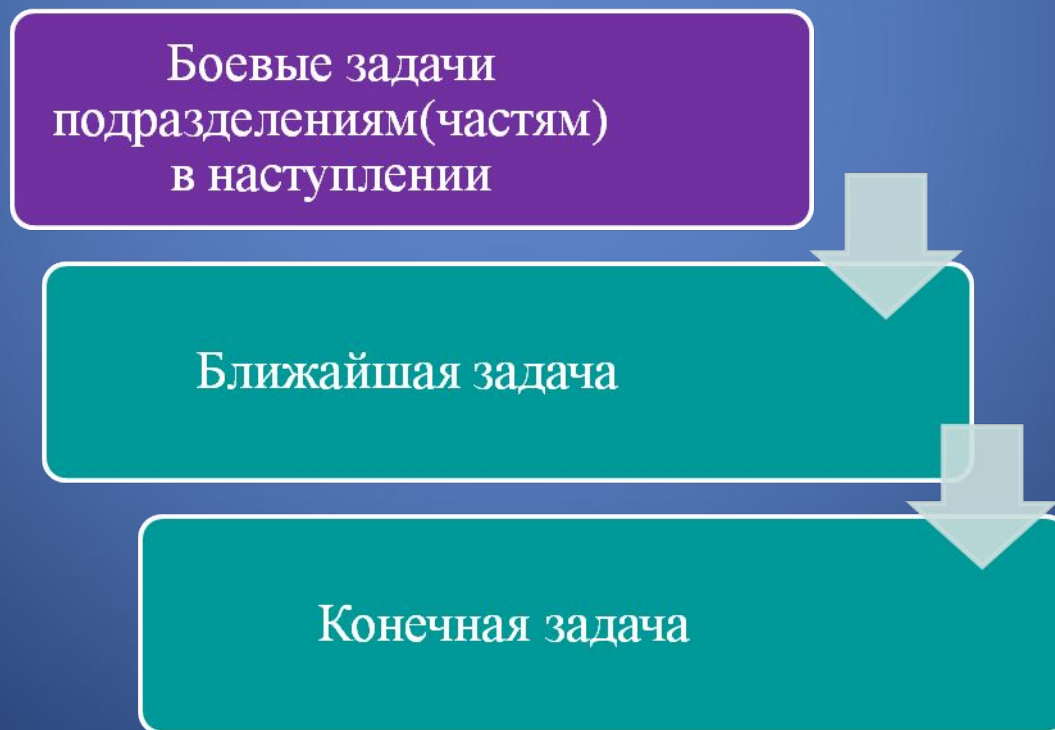 Боевые задачи
подразделениям(частям)
в наступлении
Ближайшая задача
Конечная задача